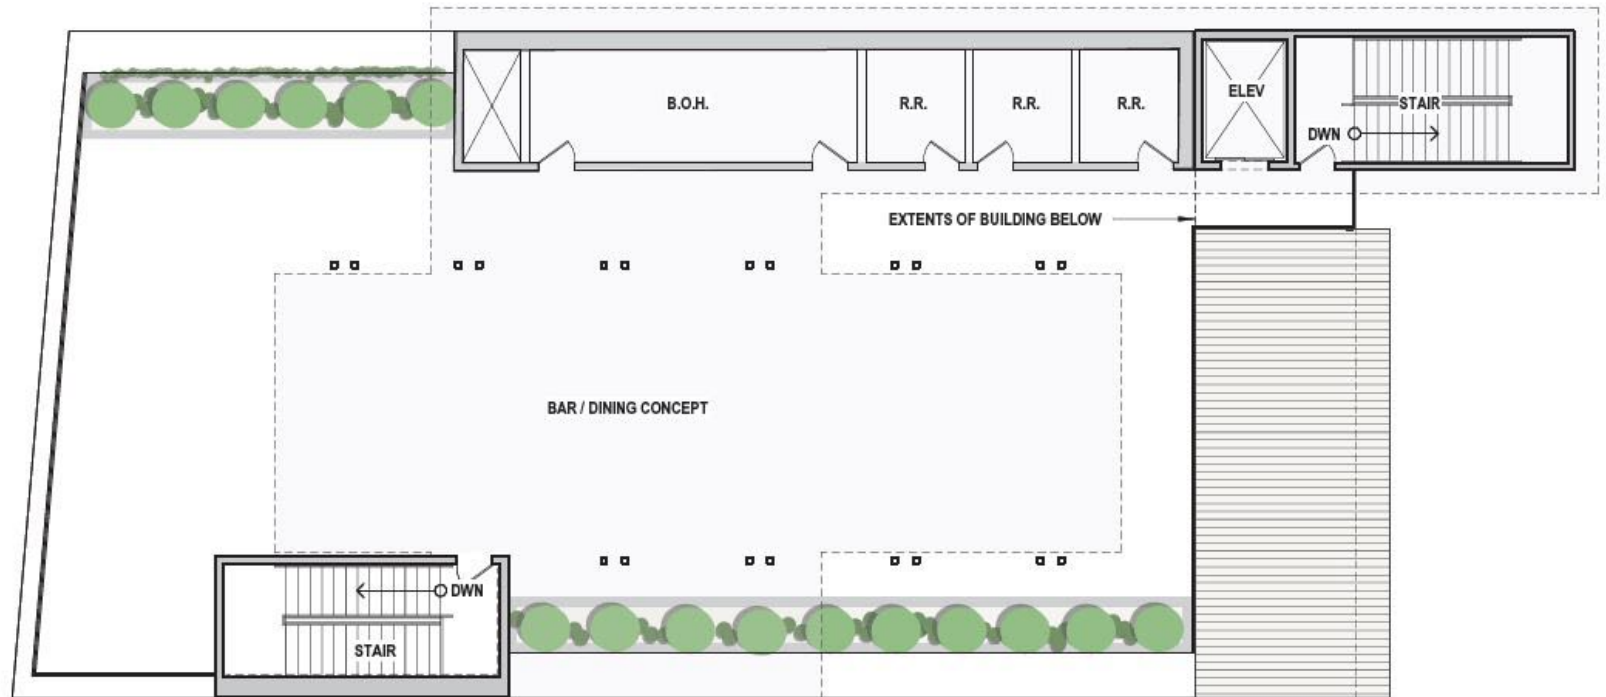 B.O.H.
R.R.
R.R.
R.R.
ELEV
STAIR
DWN
EXTENTS OF BUILDING BELOW
BAR / DINING CONCEPT
DWN
STAIR